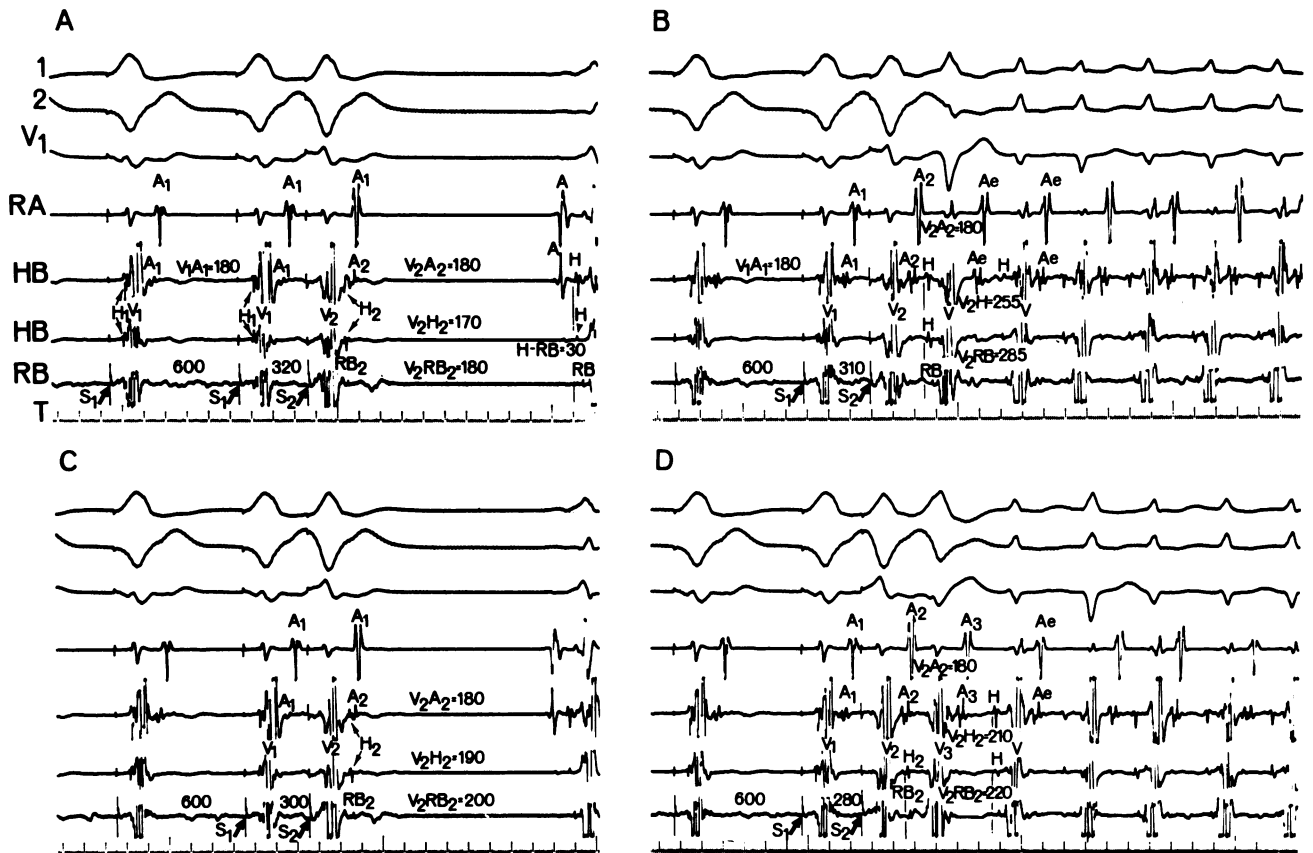 A
1
2
V1
A1 A1 A1 A
RA
A1 V1A1=180 A1 A2 V2A2=180 A H
HB
H1 V1 H1 V1 V2 H2
HB V2H2=170
H-RB=30
RB 600 320 RB2 V2RB2=180 RB
S1 S1 S2
T
B
A1 A2 Ae Ae
V2A2=180
V1A1=180 A1 A2 H Ae H Ae
V2H=255
V1 V2 H V V
V2RB=285
600 310 RB
S1 S2
C
A1 A1
A1 A2 V2A2=180
V1 V2 H2
V2H2=190
600 300 RB2 V2RB2=200
S1 S2
D
A1 A2 A3 Ae
V2A2=180
A1 A2 A3 H Ae
V2H2=210
V1 V2 H2 V3 H V
600 280 RB2 V2RB2=220
S1 S2